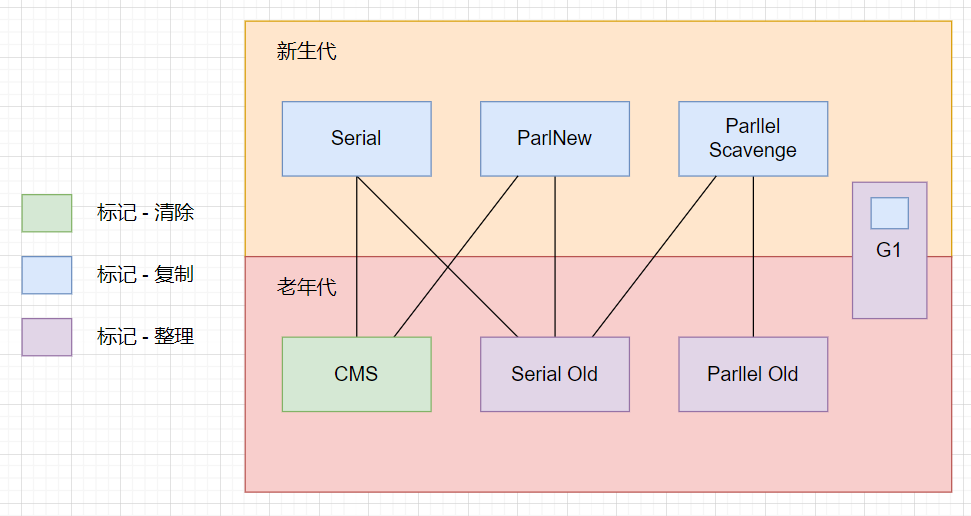 新生代
Serial
ParlNew
Parllel
Scavenge
标记 - 清除
标记 - 复制
标记 - 整理
G1
老年代
CMS
Serial Old
Parllel Old